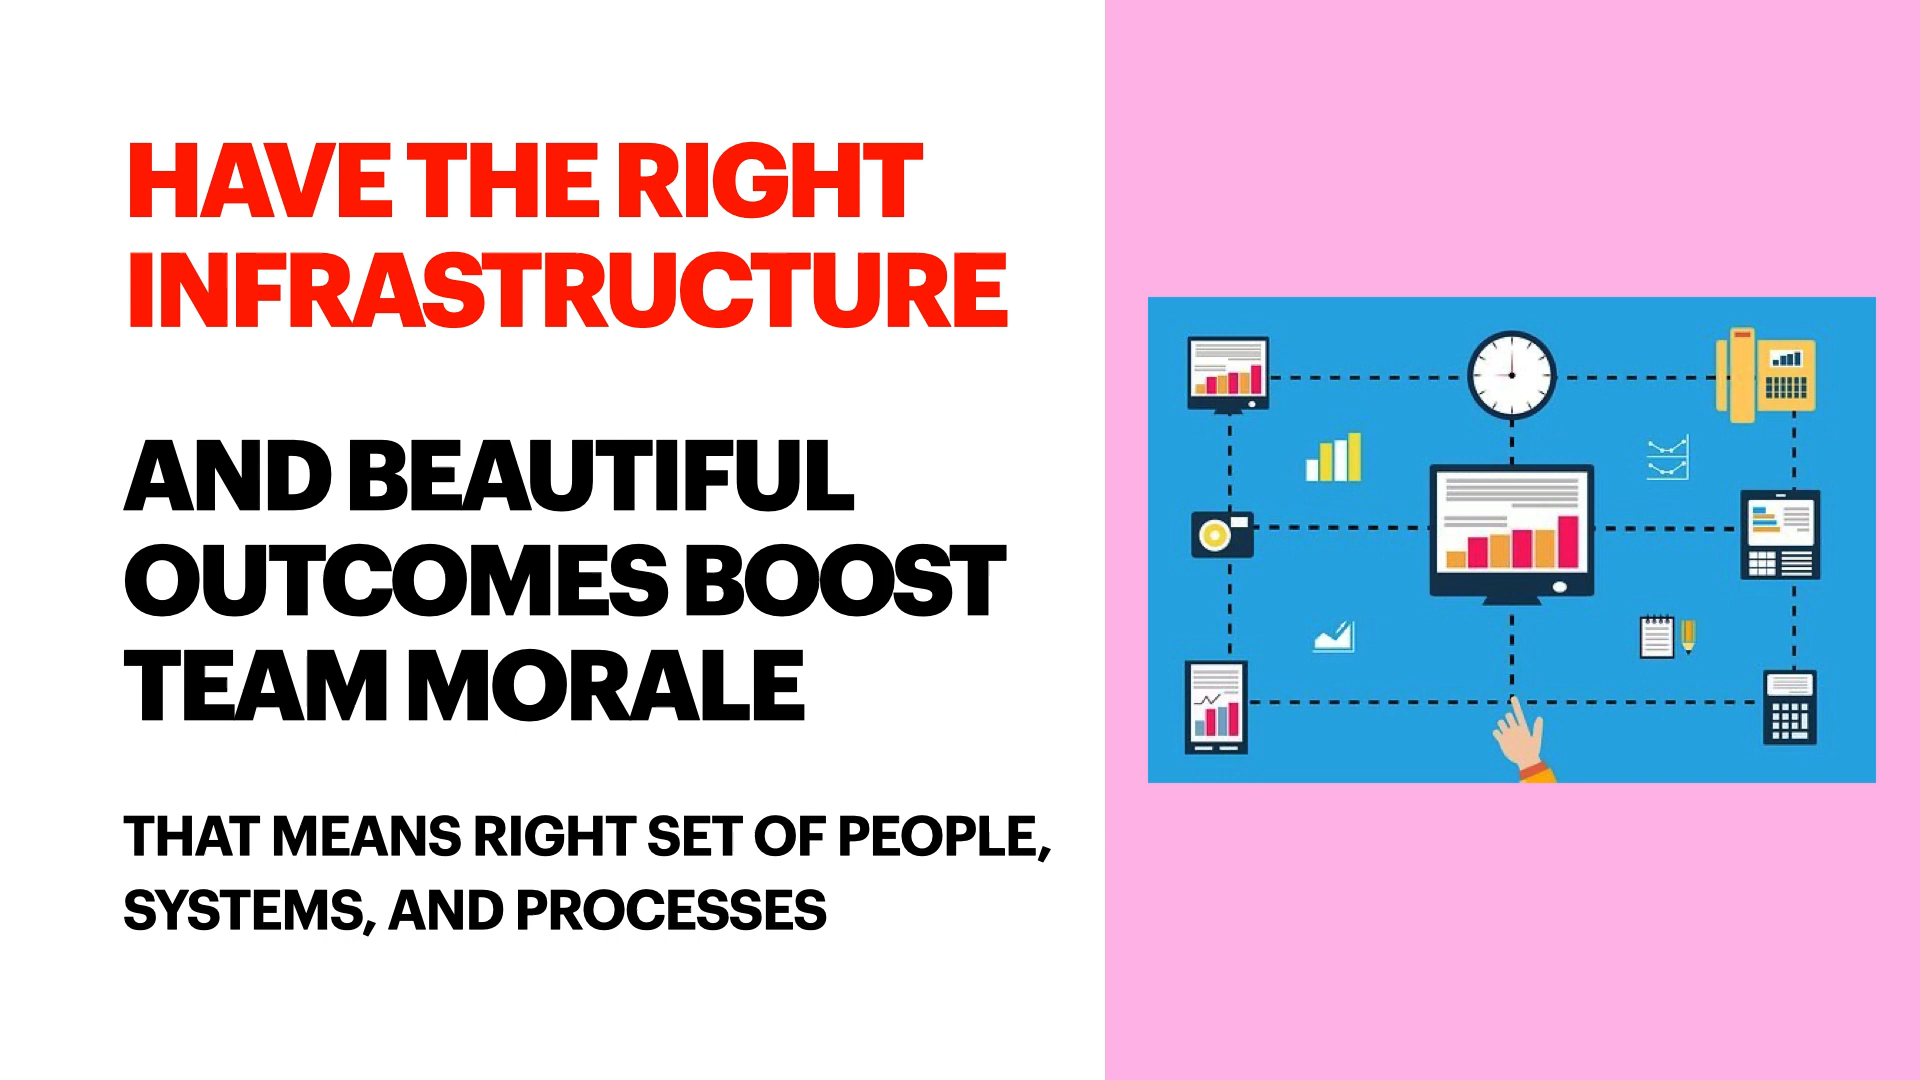 HAVE THE RIGHT
INFRASTRUCTURE
AND BEAUTIFUL
OUTCOMES BOOST
TEAM MORALE
THAT MEANS RIGHT SET OF PEOPLE,
SYSTEMS, AND PROCESSES